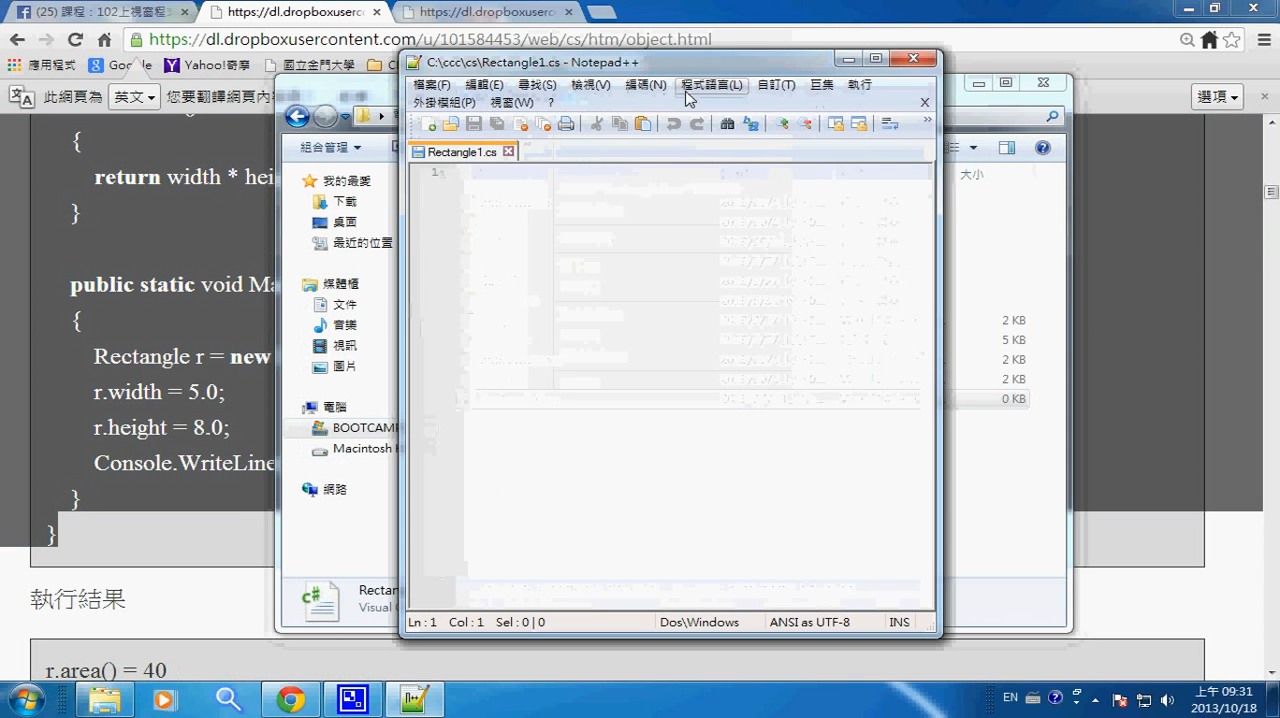 (25) 課程：102上視窗程
https://dl.dropboxuserco
https://dl.dropboxuserco
https://dl.dropboxusercontent.com/u/101584453/web/cs/htm/object.html
應用程式
國立金門大學
此網頁為
英文
您要翻譯網頁內
選項
{
return width * hei
}
public static void Ma
{
Rectangle r = new
r.width = 5.0;
r.height = 8.0;
Console.WriteLine
}
}
執行結果
r.area() = 40
組合管理
大小
我的最愛
下載
桌面
最近的位置
媒體櫃
文件
音樂
視訊
圖片
電腦
BOOTCAMP
Macintosh
網路
2 KB
5 KB
2 KB
2 KB
0 KB
Rectan
Visual C
C:\ccc\cs\Rectangle1.cs - Notepad++
檔案(F) 編輯(E) 尋找(S) 檢視(V) 編碼(N) 程式語言(L) 自訂(T) 巨集 執行
外掛模組(P) 視窗(W) ?
Rectangle1.cs
1
Ln : 1 Col : 1 Sel : 0 | 0 Dos\Windows ANSI as UTF-8 INS
EN
上午 09:31
2013/10/18